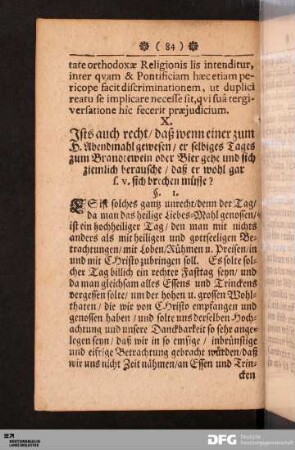 ( 84 )
tate orthodoxæ Religionis lis intenditur,
inter qvam & Pontificiam hæc etiam pe-
ricope facit discriminationem, ut duplici
reatu se implicare necesse sit, qvi suâ tergi-
versatione hîc fecerit præjudicium.
X.
Ists auch recht / daß wenn einer zum
H. Abendmahl gewesen / er selbiges Tages
zum Brandtewein oder Bier gehe und sich
ziemlich berausche / daß er wohl gar
s. v. sich brechen müsse?
§. 1.
ES ist solches gantz unrecht / denn der Tag /
da man das heilige Liebes-Mahl genossen /
ist ein hochheiliger Tag / den man mit nichts
anders als mit heiligen und gottseeligen Be-
trachtungen / mit Loben / Rühmen u. Preisen / in
und mit Christo zubringen soll. Es solte sol-
cher Tag billich ein rechter Fasttag seyn / und
da man gleichsam alles Essens und Trinckens
vergessen solte / um der hohen u. grossen Wohl-
thaten / die wir von Christo empfangen und
genossen haben / und solte uns derselben Hoch-
achtung und unsere Danckbarkeit so sehr ange-
legen seyn / daß wir in so emsige / inbrünstige
und eifrige Betrachtung gebracht würden / daß
wir uns nicht Zeit nähmen / an Essen und Trin-
cken
DFG Deutsche
Forschungsgemeinschaft